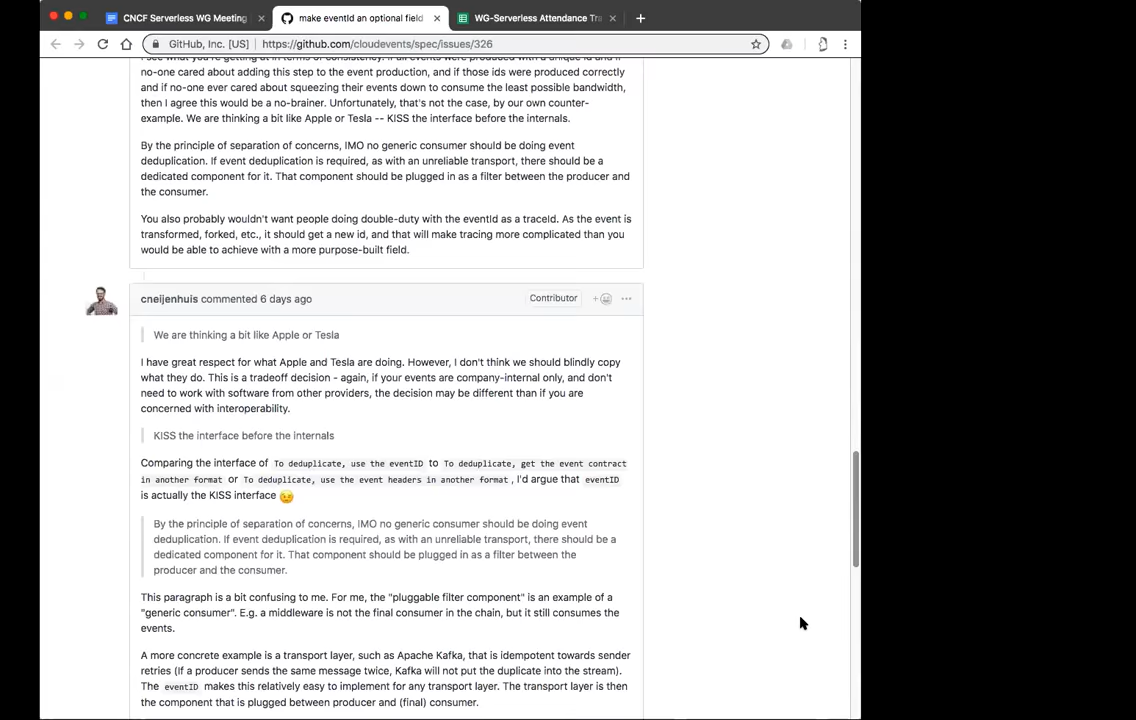 CNCF Serverless WG Meeting
make eventId an optional field
WG-Serverless Attendance Tra
GitHub, Inc. [US] | https://github.com/cloudevents/spec/issues/326
no-one cared about adding this step to the event production, and if those ids were produced correctly
and if no-one ever cared about squeezing their events down to consume the least possible bandwidth,
then I agree this would be a no-brainer. Unfortunately, that's not the case, by our own counter-
example. We are thinking a bit like Apple or Tesla -- KISS the interface before the internals.
By the principle of separation of concerns, IMO no generic consumer should be doing event
deduplication. If event deduplication is required, as with an unreliable transport, there should be a
dedicated component for it. That component should be plugged in as a filter between the producer and
the consumer.
You also probably wouldn't want people doing double-duty with the eventId as a traceId. As the event is
transformed, forked, etc., it should get a new id, and that will make tracing more complicated than you
would be able to achieve with a more purpose-built field.
cneijenhuis commented 6 days ago
Contributor
We are thinking a bit like Apple or Tesla
I have great respect for what Apple and Tesla are doing. However, I don't think we should blindly copy
what they do. This is a tradeoff decision - again, if your events are company-internal only, and don't
need to work with software from other providers, the decision may be different than if you are
concerned with interoperability.
KISS the interface before the internals
Comparing the interface of To deduplicate, use the eventID to To deduplicate, get the event contract
in another format or To deduplicate, use the event headers in another format, I'd argue that eventID
is actually the KISS interface
By the principle of separation of concerns, IMO no generic consumer should be doing event
deduplication. If event deduplication is required, as with an unreliable transport, there should be a
dedicated component for it. That component should be plugged in as a filter between the
producer and the consumer.
This paragraph is a bit confusing to me. For me, the "pluggable filter component" is an example of a
"generic consumer". E.g. a middleware is not the final consumer in the chain, but it still consumes the
events.
A more concrete example is a transport layer, such as Apache Kafka, that is idempotent towards sender
retries (if a producer sends the same message twice, Kafka will not put the duplicate into the stream).
The eventID makes this relatively easy to implement for any transport layer. The transport layer is then
the component that is plugged between producer and (final) consumer.